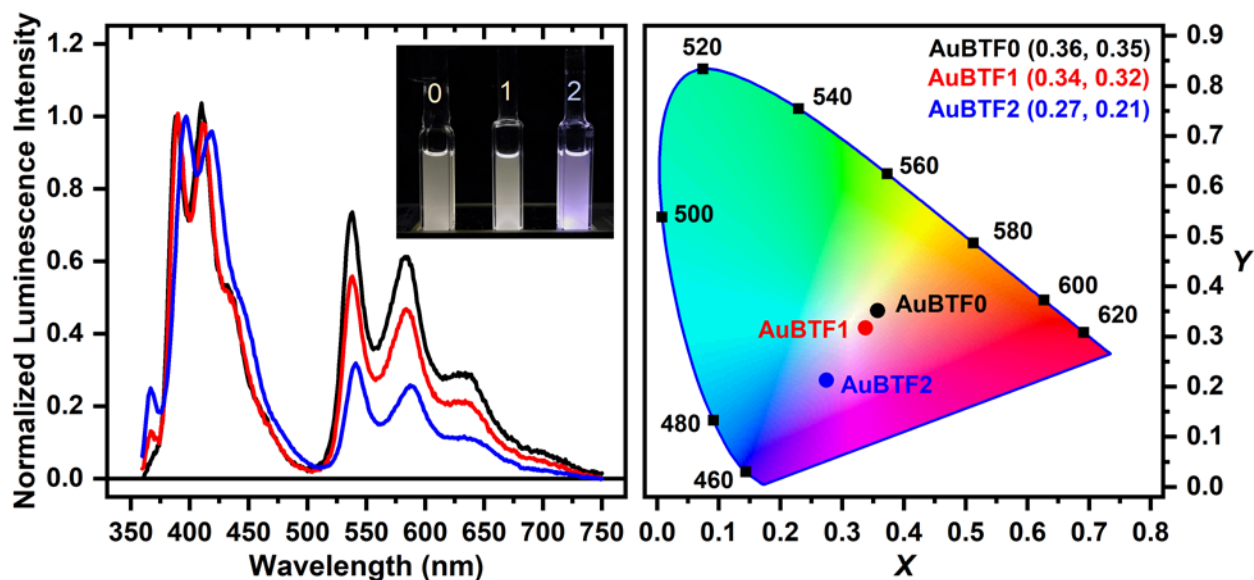 Normalized Luminescence Intensity
1.2
1.0
0.8
0.6
0.4
0.2
0.0
350 400 450 500 550 600 650 700 750
Wavelength (nm)
0 1 2
AuBTF0 (0.36, 0.35)
AuBTF1 (0.34, 0.32)
AuBTF2 (0.27, 0.21)
520
540
560
500
580
600
620
AuBTF0
AuBTF1
AuBTF2
480
460
0.9
0.8
0.7
0.6
0.5
0.4
0.3
0.2
0.1
0.0
Y
0.0 0.1 0.2 0.3 0.4 0.5 0.6 0.7 0.8
X